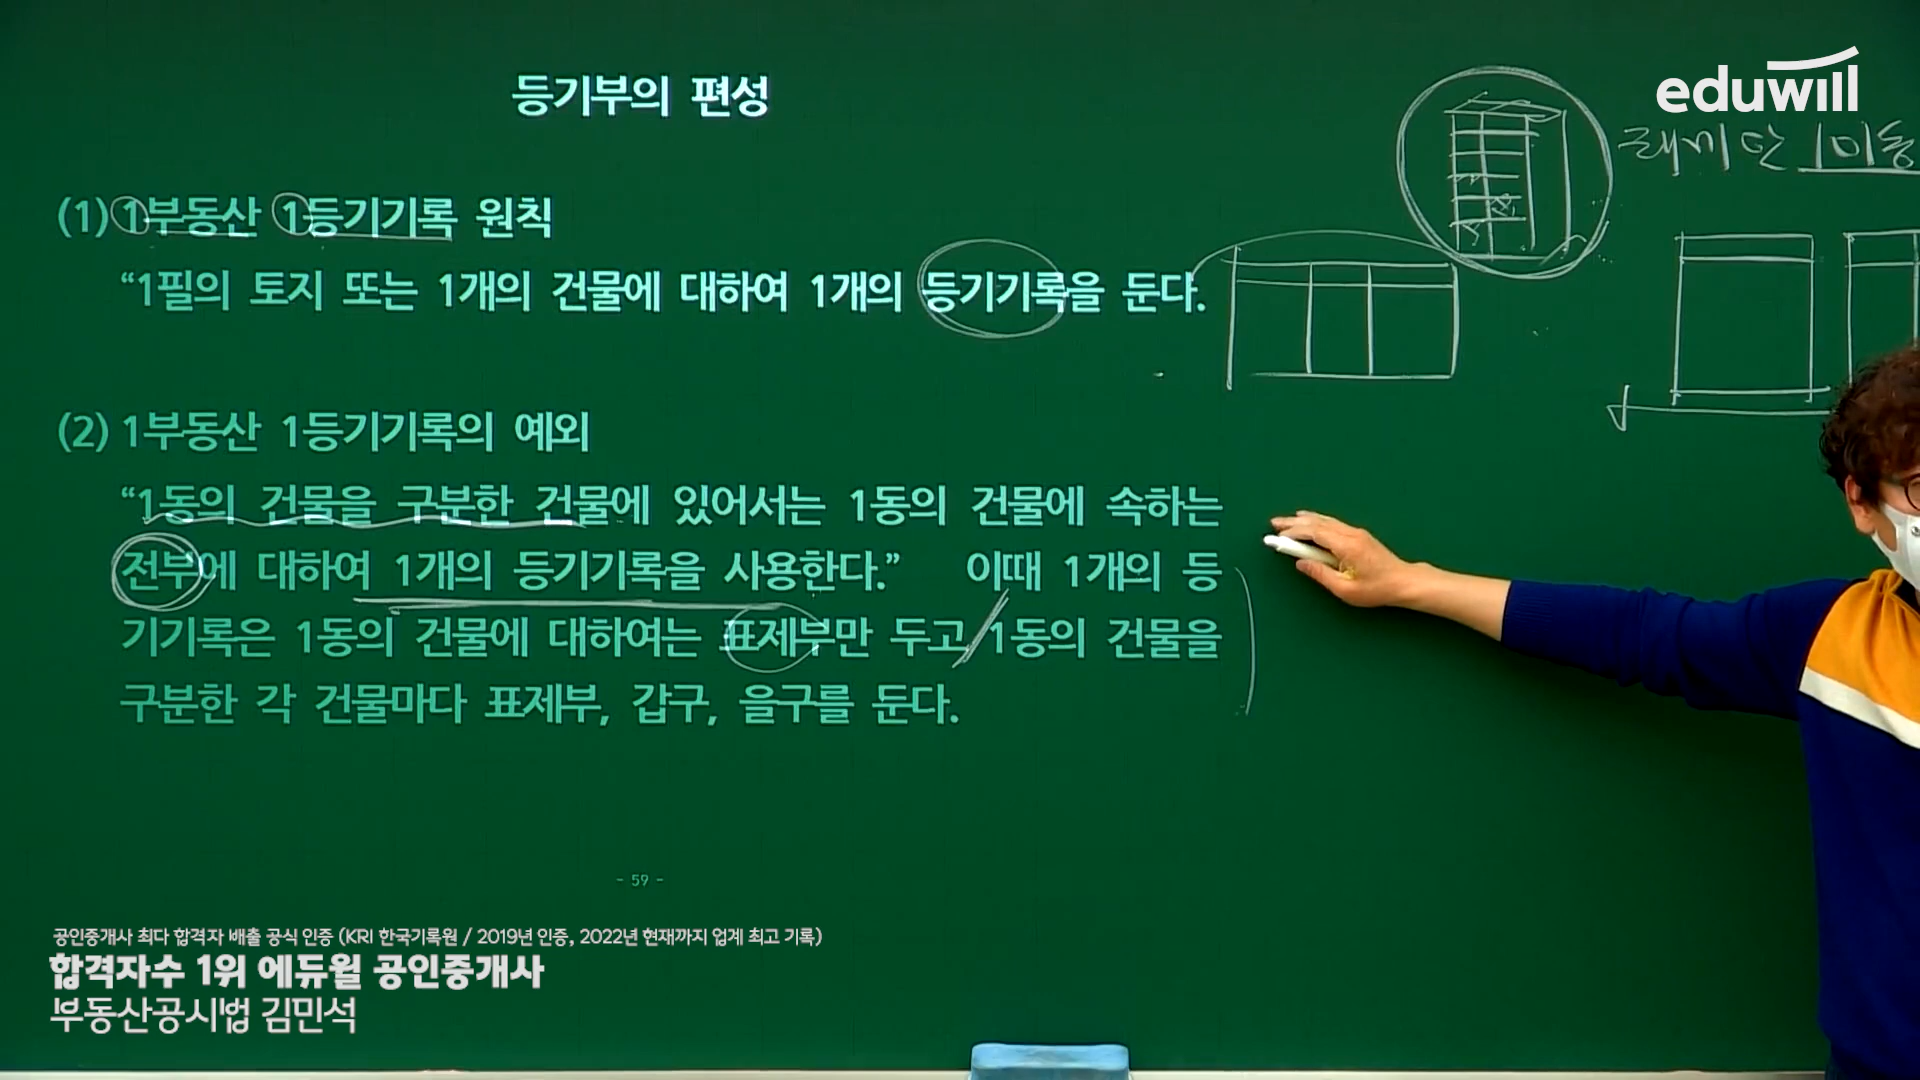 등기부의 편성
eduwill
래미안 101동
(1) 1부동산 1등기기록 원칙
“1필의 토지 또는 1개의 건물에 대하여 1개의 등기기록을 둔다.
(2) 1부동산 1등기기록의 예외
“1동의 건물을 구분한 건물에 있어서는 1동의 건물에 속하는
전부에 대하여 1개의 등기기록을 사용한다.” 이때 1개의 등
기기록은 1동의 건물에 대하여는 표제부만 두고 1동의 건물을
구분한 각 건물마다 표제부, 갑구, 을구를 둔다.
- 59 -
공인중개사 최다 합격자 배출 공식 인증 (KRI 한국기록원 / 2019년 인증, 2022년 현재까지 업계 최고 기록)
합격자수 1위 에듀윌 공인중개사
부동산공시법 김민석